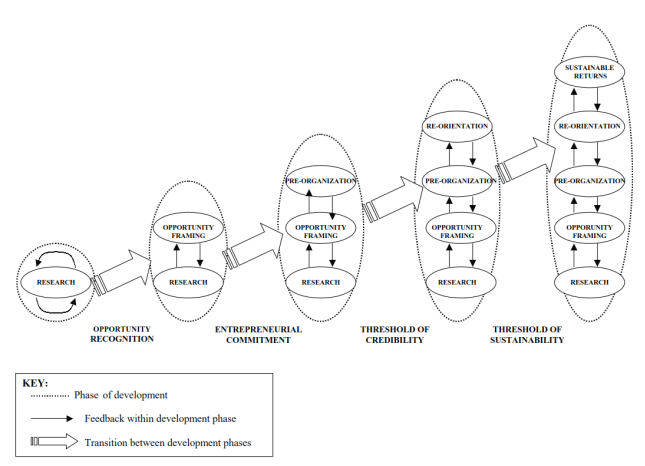 SUSTAINABLE
RETURNS
RE-ORIENTATION
RE-ORIENTATION
PRE-ORGANIZATION
PRE-ORGANIZATION
PRE-ORGANIZATION
OPPORTUNITY
FRAMING
OPPORTUNITY
FRAMING
OPPORTUNITY
FRAMING
OPPORUNITY
FRAMING
RESEARCH
RESEARCH
RESEARCH
RESEARCH
RESEARCH
OPPORTUNITY
RECOGNITION
ENTREPRENEURIAL
COMMITMENT
THRESHOLD OF
CREDIBILITY
THRESHOLD OF
SUSTAINABILITY
KEY:
Phase of development
Feedback within development phase
Transition between development phases